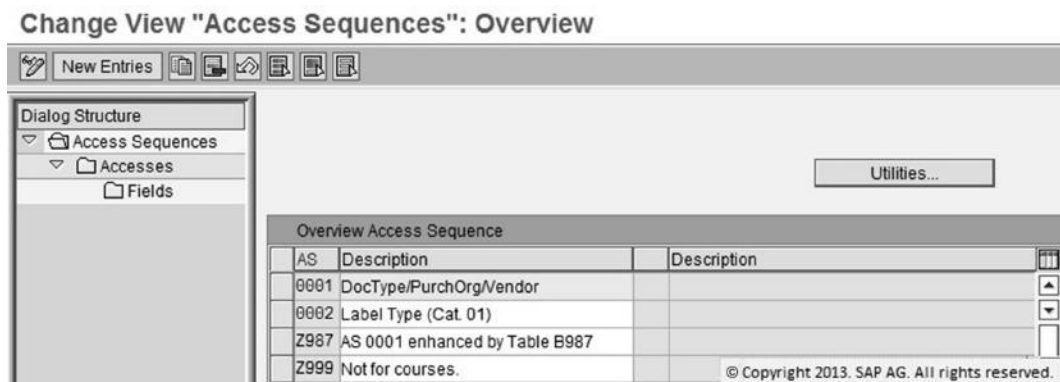 Change View "Access Sequences": Overview
New Entries
Dialog Structure
Access Sequences
Accesses
Fields
Utilities...
Overview Access Sequence
AS Description Description
0001 DocType/PurchOrg/Vendor
0002 Label Type (Cat. 01)
Z987 AS 0001 enhanced by Table B987
Z999 Not for courses.
© Copyright 2013. SAP AG. All rights reserved.